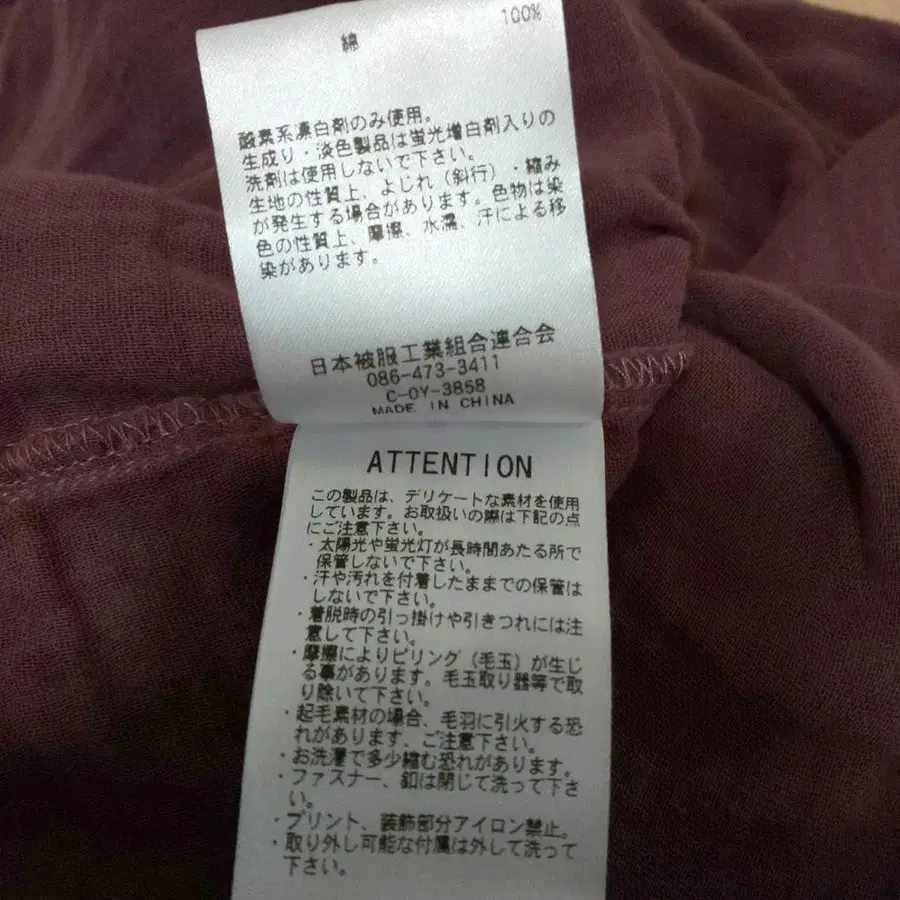 綿 100%
酸素系漂白剤のみ使用。
生成り・淡色製品は蛍光増白剤入りの
洗剤は使用しないで下さい。
生地の性質上、よじれ（斜行）・縮み
が発生する場合があります。色物は染
色の性質上、摩擦、水濡、汗による移
染があります。
日本被服工業組合連合会
086-473-3411
C-OY-3858
MADE IN CHINA
ATTENTION
この製品は、デリケートな素材を使用
しています。お取扱いの際は下記の点
にご注意下さい。
・太陽光や蛍光灯が長時間あたる所で
保管しないで下さい。
・汗や汚れを付着したままでの保管は
しないで下さい。
・着脱時の引っ掛けや引きつれには注
意して下さい。
・摩擦によりピリング（毛玉）が生じ
る事があります。毛玉取り器等で取
り除いて下さい。
・起毛素材の場合、毛羽に引火する恐
れがあります、ご注意下さい。
・お洗濯で多少縮む恐れがあります。
・ファスナー、釦は閉じて洗って下さ
い。
・プリント、装飾部分アイロン禁止。
・取り外し可能な付属は外して洗って
下さい。